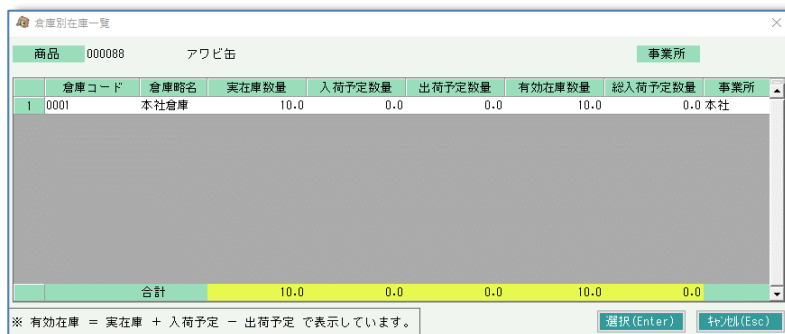 倉庫別在庫一覧
商品 000088 アワビ缶 事業所
倉庫コード 倉庫略名 実在庫数量 入荷予定数量 出荷予定数量 有効在庫数量 総入荷予定数量 事業所
1 0001 本社倉庫 10.0 0.0 0.0 10.0 0.0 本社
合計 10.0 0.0 0.0 10.0 0.0
※ 有効在庫 = 実在庫 + 入荷予定 - 出荷予定 で表示しています。 選択(Enter) ｷｬﾝｾﾙ(Esc)